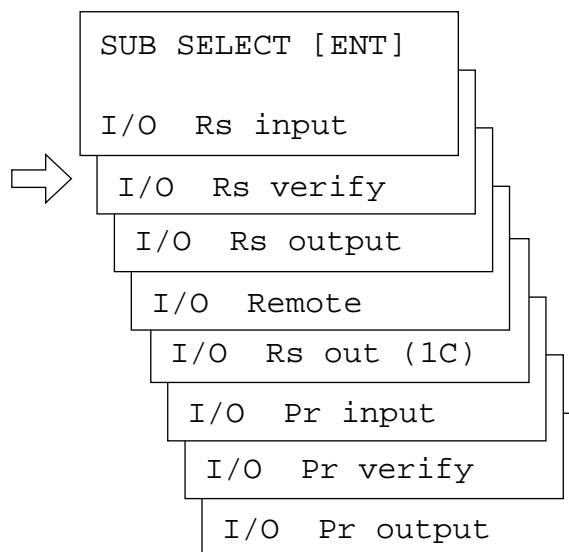 SUB SELECT [ENT]
I/O Rs input
I/O Rs verify
I/O Rs output
I/O Remote
I/O Rs out (1C)
I/O Pr input
I/O Pr verify
I/O Pr output